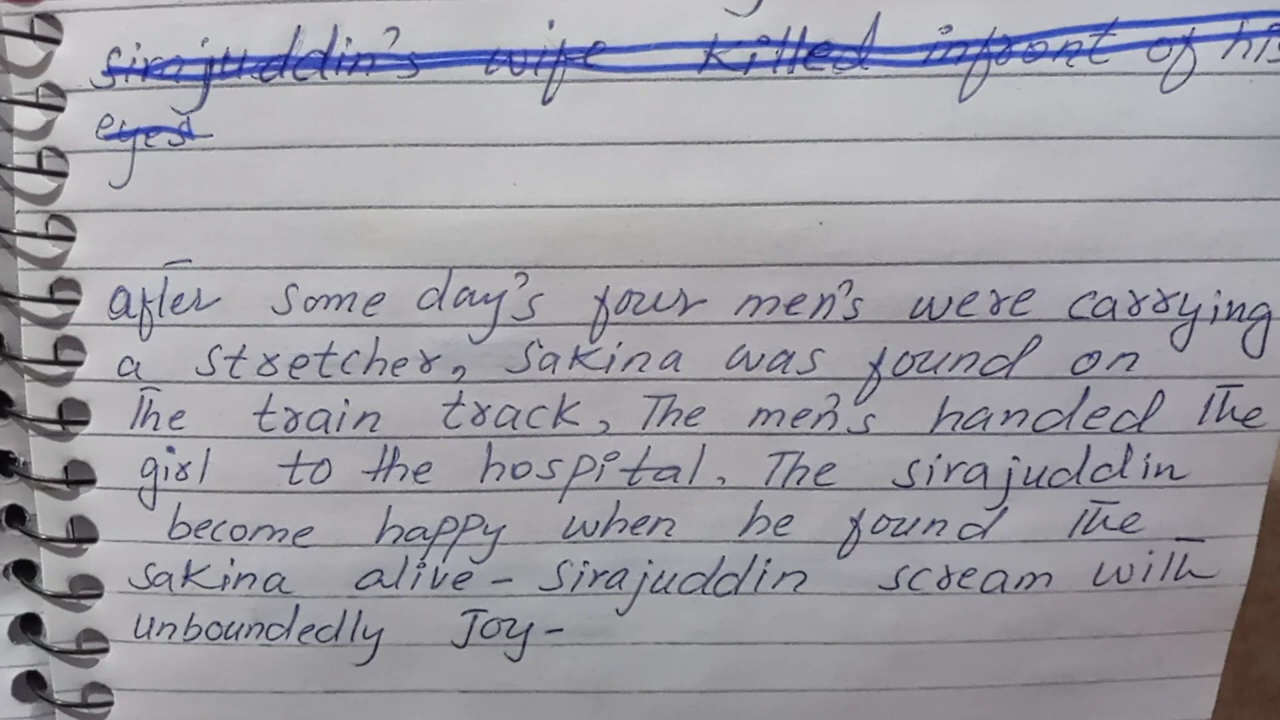 sirajuddin's wife killed infront of his
eyes
after some day's four men's were carrying
a stretcher, Sakina was found on
The train track, The men's handed The
girl to the hospital. The sirajuddin
become happy when he found The
sakina alive - Sirajuddin scream with
unboundedly Joy-